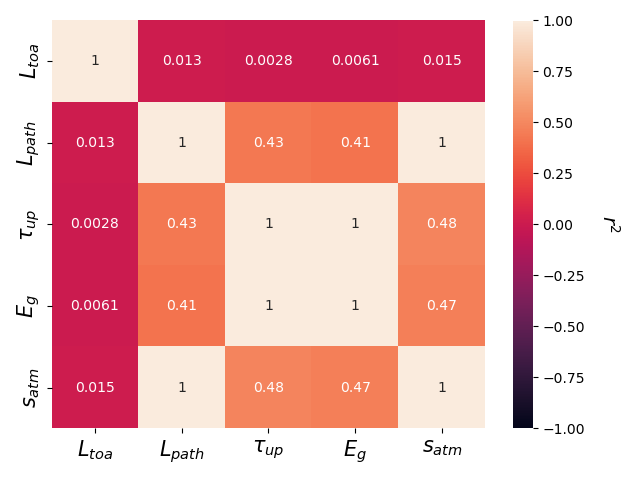 L_toa 1 0.013 0.0028 0.0061 0.015
L_path 0.013 1 0.43 0.41 1
τ_up 0.0028 0.43 1 1 0.48
E_g 0.0061 0.41 1 1 0.47
s_atm 0.015 1 0.48 0.47 1
L_toa L_path τ_up E_g s_atm
1.00
0.75
0.50
0.25
0.00
−0.25
−0.50
−0.75
−1.00
r²